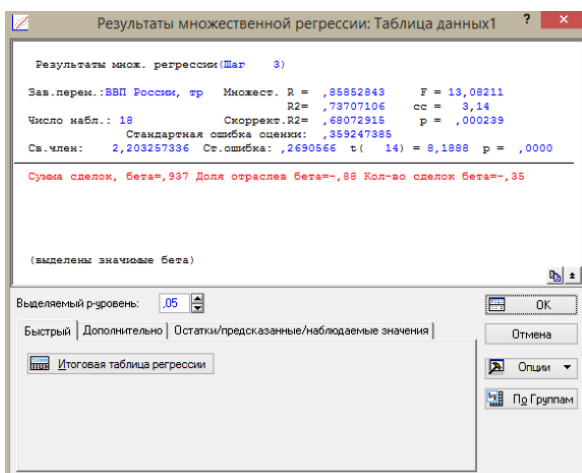 Результаты множественной регрессии: Таблица данных1 ? ×
Результаты множ. регрессии(Шаг 3)
Зав.перем.:ВВП России, тр Множест. R = ,85852843 F = 13,08211
R2= ,73707106 сс = 3,14
Число набл.: 18 Скоррект.R2= ,68072915 p = ,000239
Стандартная ошибка оценки: ,359247385
Св.член: 2,203257336 Ст.ошибка: ,2690566 t( 14) = 8,1888 p = ,0000
Сумма сделок, бета=,937 Доля отраслев бета=-,88 Кол-во сделок бета=-,35
(выделены значимые бета)
Выделяемый р-уровень: ,05
OK
Быстрый Дополнительно Остатки/предсказанные/наблюдаемые значения
Отмена
Итоговая таблица регрессии
Опции
По Группам